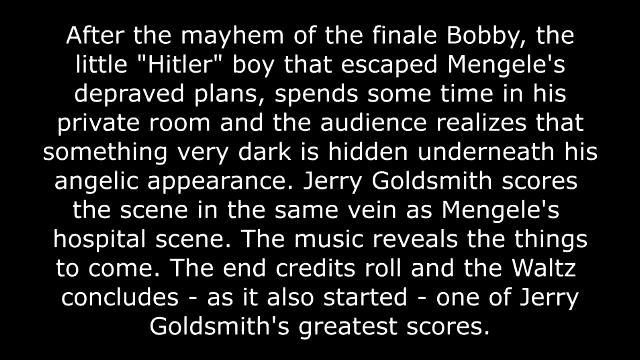 After the mayhem of the finale Bobby, the
little "Hitler" boy that escaped Mengele's
depraved plans, spends some time in his
private room and the audience realizes that
something very dark is hidden underneath his
angelic appearance. Jerry Goldsmith scores
the scene in the same vein as Mengele's
hospital scene. The music reveals the things
to come. The end credits roll and the Waltz
concludes - as it also started - one of Jerry
Goldsmith's greatest scores.